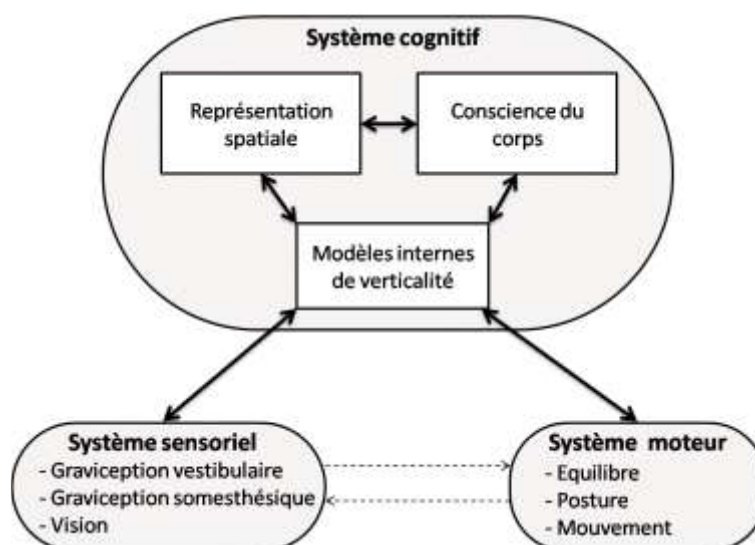 Système cognitif
Représentation
spatiale
Conscience du
corps
Modèles internes
de verticalité
Système sensoriel
- Graviception vestibulaire
- Graviception somesthésique
- Vision
Système moteur
- Equilibre
- Posture
- Mouvement